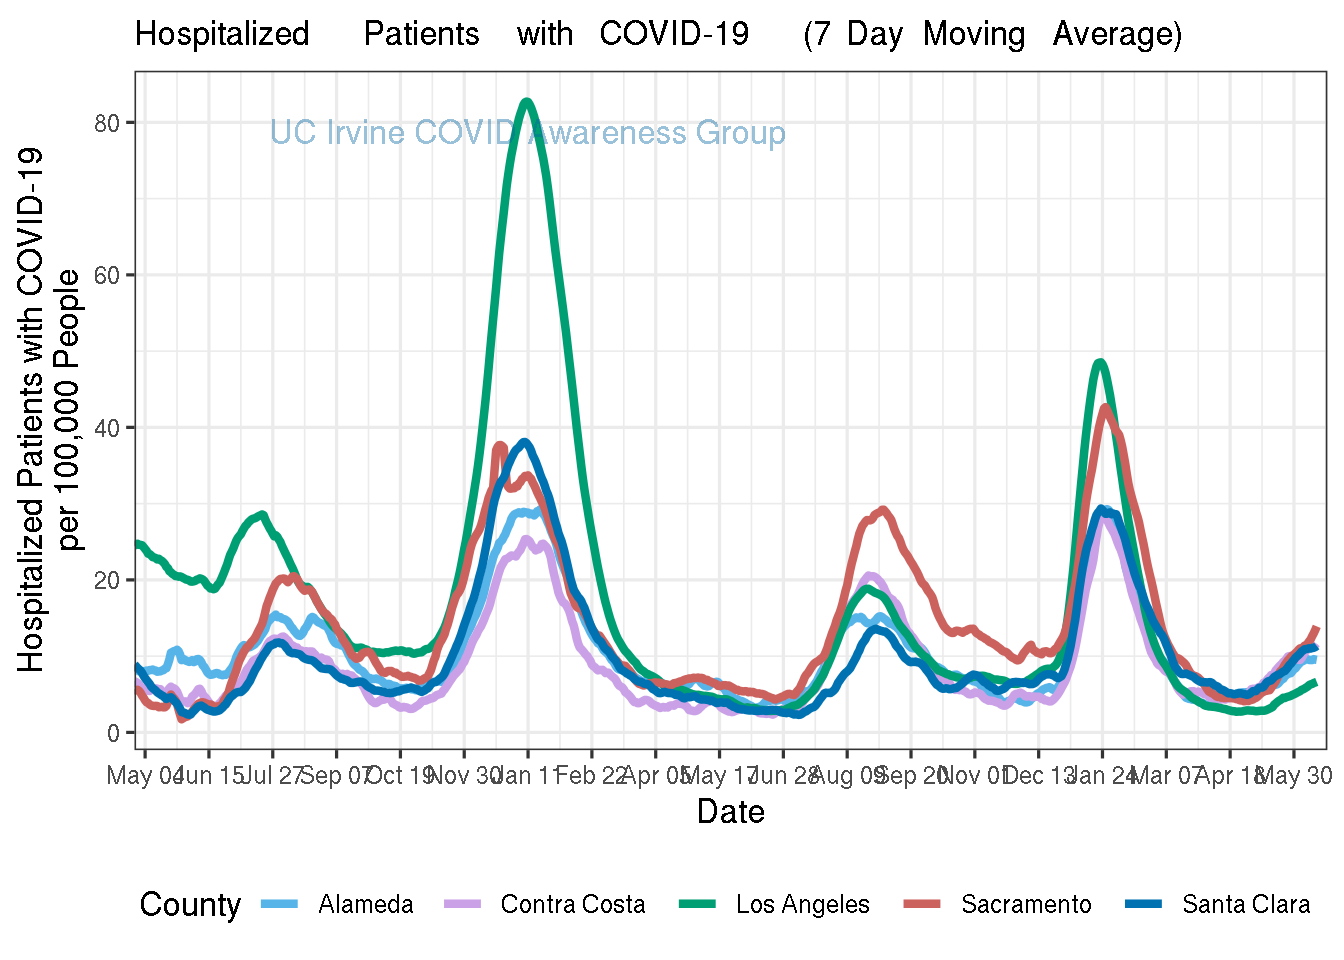 Hospitalized Patients with COVID-19 (7 Day Moving Average)
UC Irvine COVID Awareness Group
Hospitalized Patients with COVID-19
per 100,000 People
80
60
40
20
0
May 04 Jun 15 Jul 27 Sep 07 Oct 19 Nov 30 Jan 11 Feb 22 Apr 05 May 17 Jun 28 Aug 09 Sep 20 Nov 01 Dec 13 Jan 24 Mar 07 Apr 18 May 30
Date
County Alameda Contra Costa Los Angeles Sacramento Santa Clara